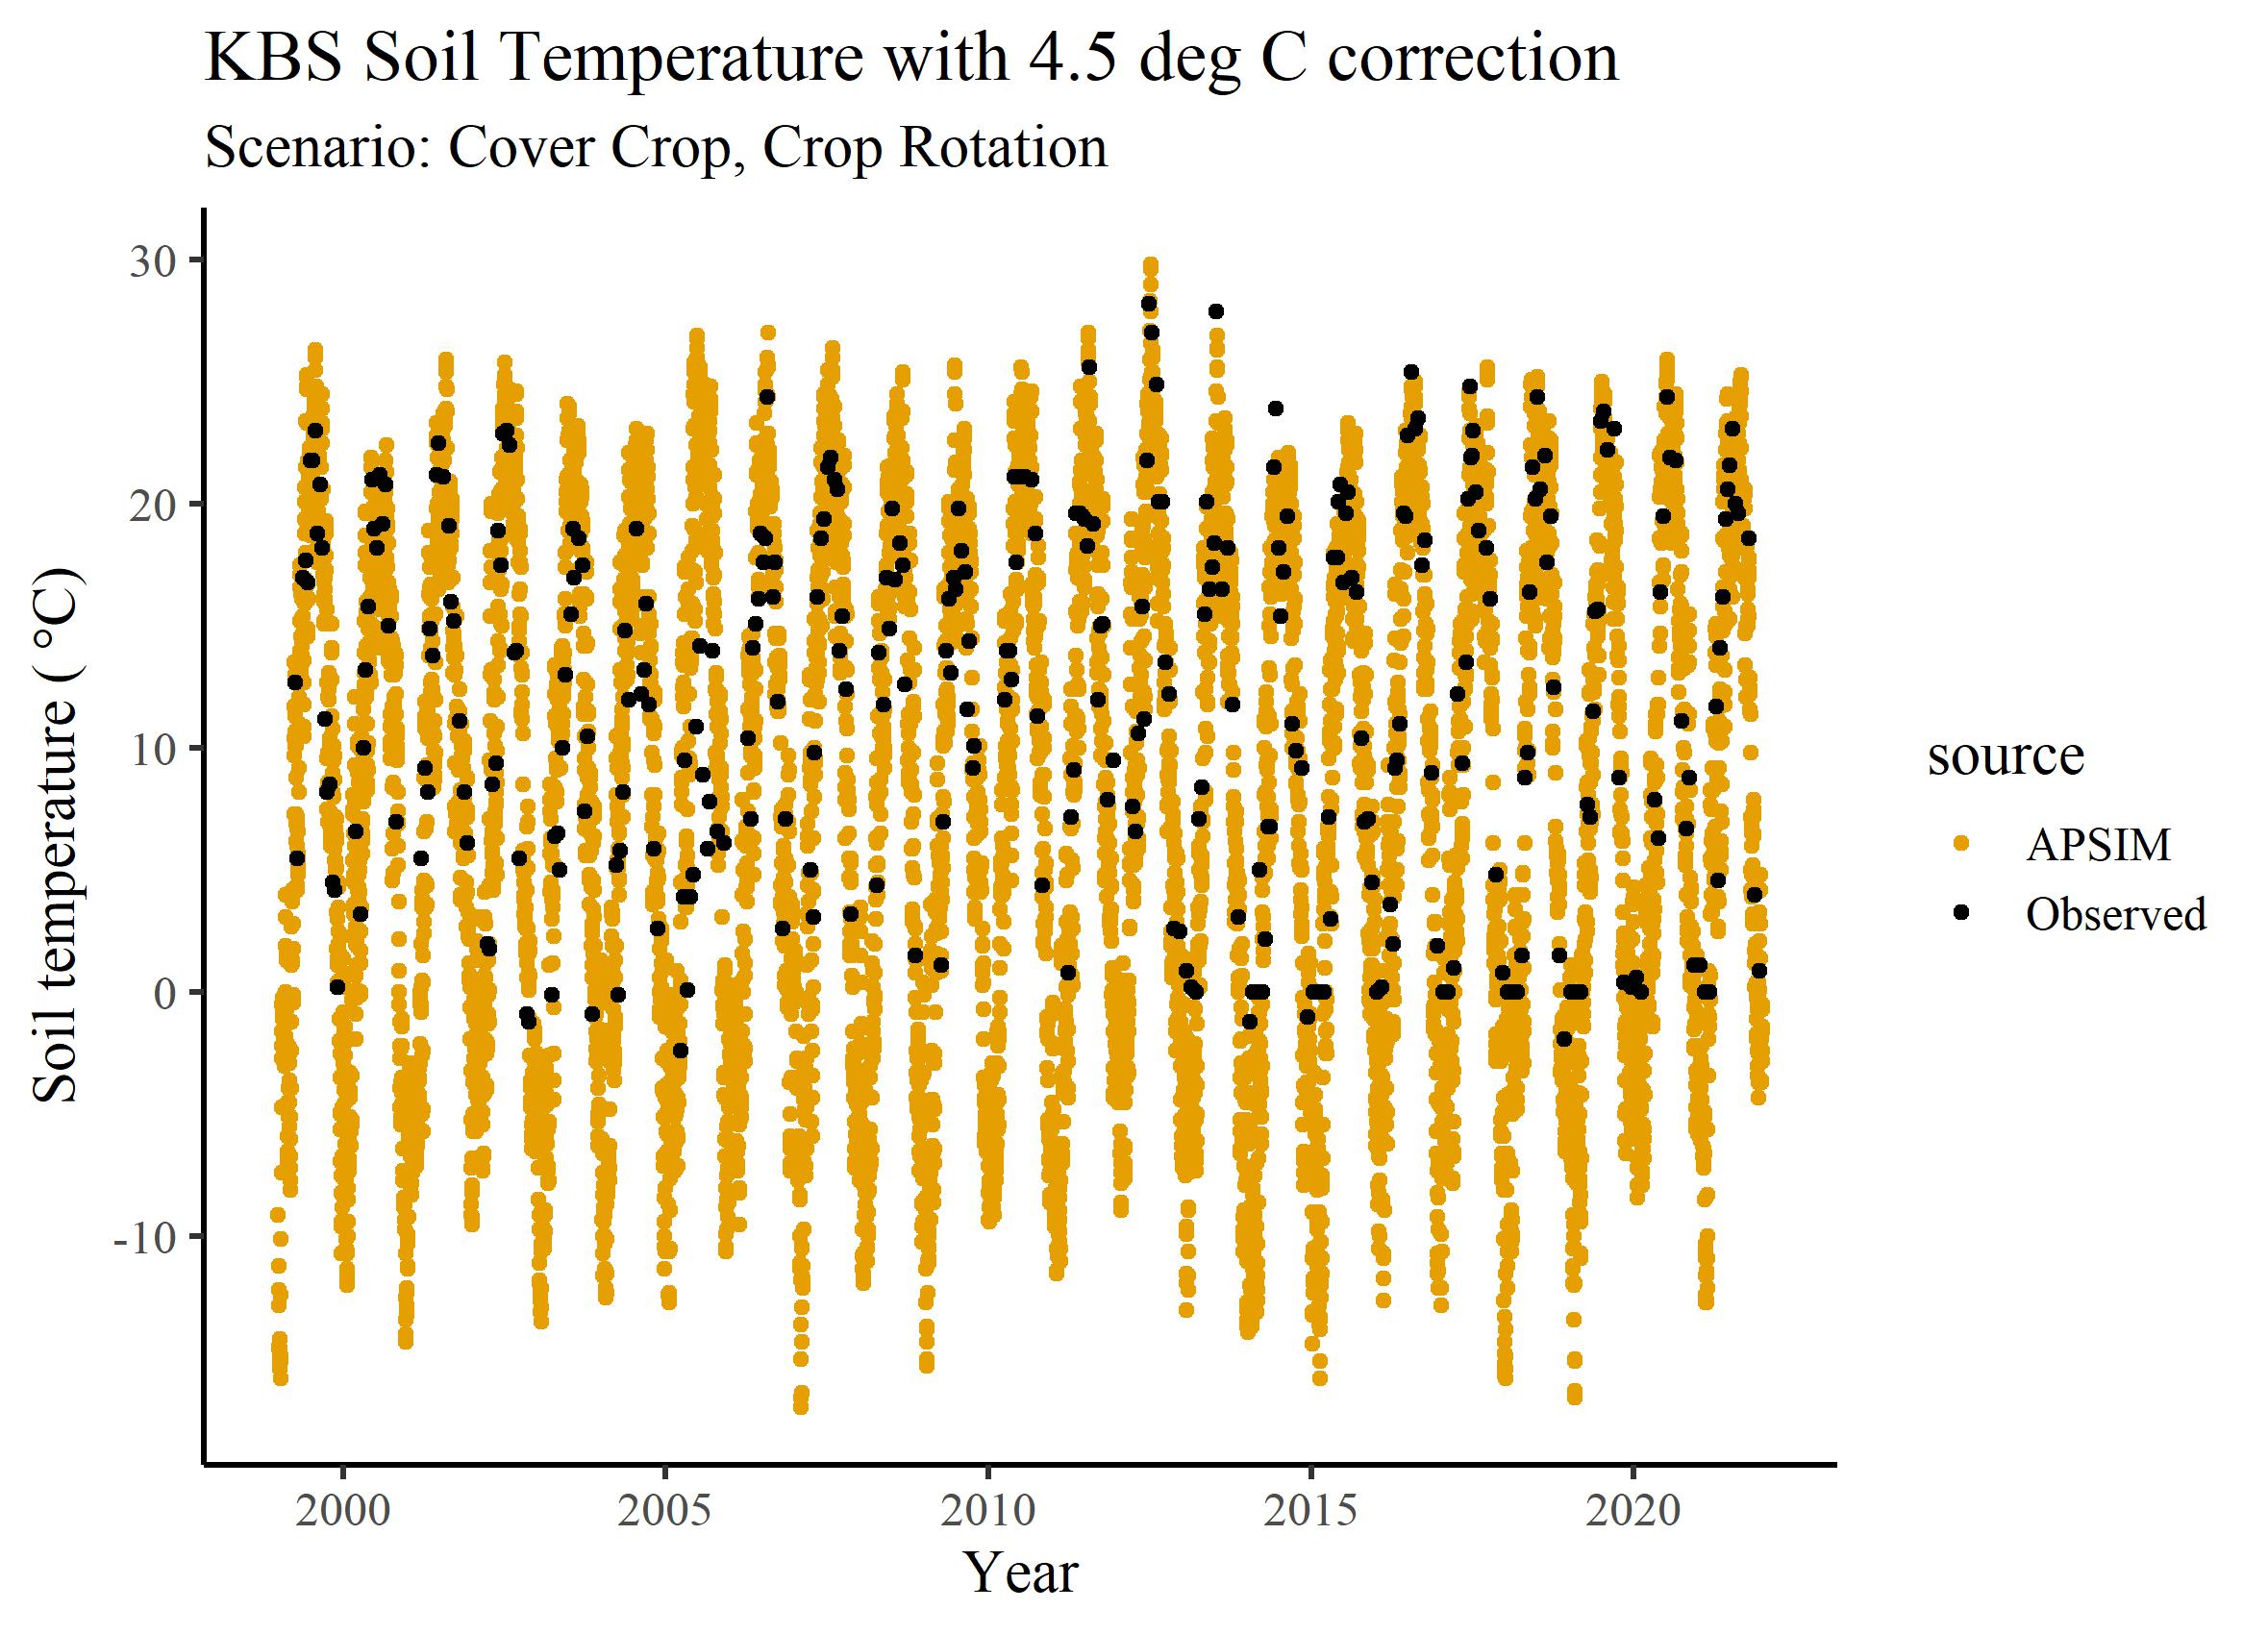 KBS Soil Temperature with 4.5 deg C correction
Scenario: Cover Crop, Crop Rotation
Soil temperature ( °C)
30
20
10
0
-10
2000 2005 2010 2015 2020
Year
source
APSIM
Observed